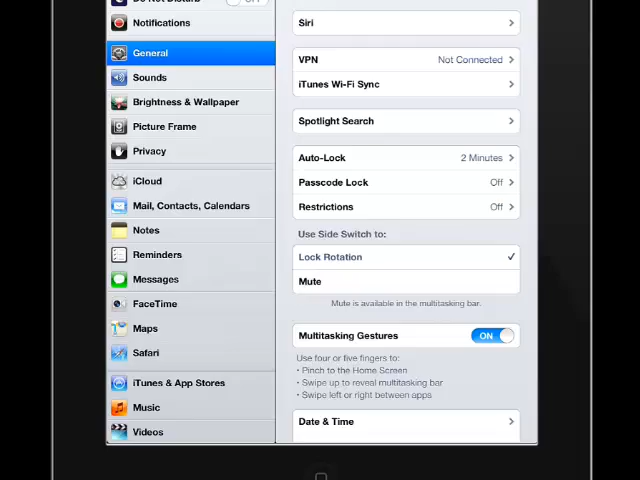 Do Not Disturb
OFF
Notifications
General
Sounds
Brightness & Wallpaper
Picture Frame
Privacy
iCloud
Mail, Contacts, Calendars
Notes
Reminders
Messages
FaceTime
Maps
Safari
iTunes & App Stores
Music
Videos
Siri
VPN Not Connected
iTunes Wi-Fi Sync
Spotlight Search
Auto-Lock 2 Minutes
Passcode Lock Off
Restrictions Off
Use Side Switch to:
Lock Rotation
Mute
Mute is available in the multitasking bar.
Multitasking Gestures ON
Use four or five fingers to:
• Pinch to the Home Screen
• Swipe up to reveal multitasking bar
• Swipe left or right between apps
Date & Time